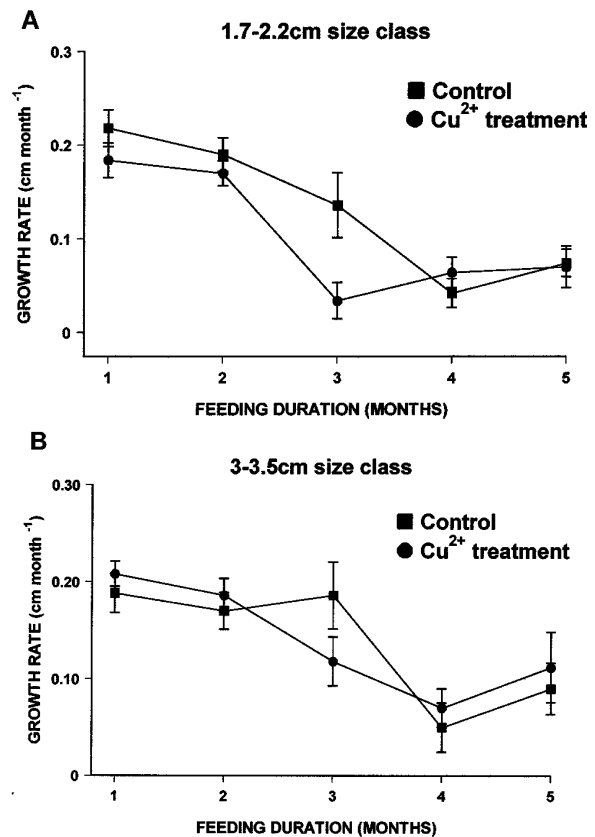 A
1.7-2.2cm size class
0.3
0.2
0.1
0
GROWTH RATE (cm month -1)
Control
Cu2+ treatment
1 2 3 4 5
FEEDING DURATION (MONTHS)
B
3-3.5cm size class
0.30
0.20
0.10
0
GROWTH RATE (cm month -1)
Control
Cu2+ treatment
1 2 3 4 5
FEEDING DURATION (MONTHS)